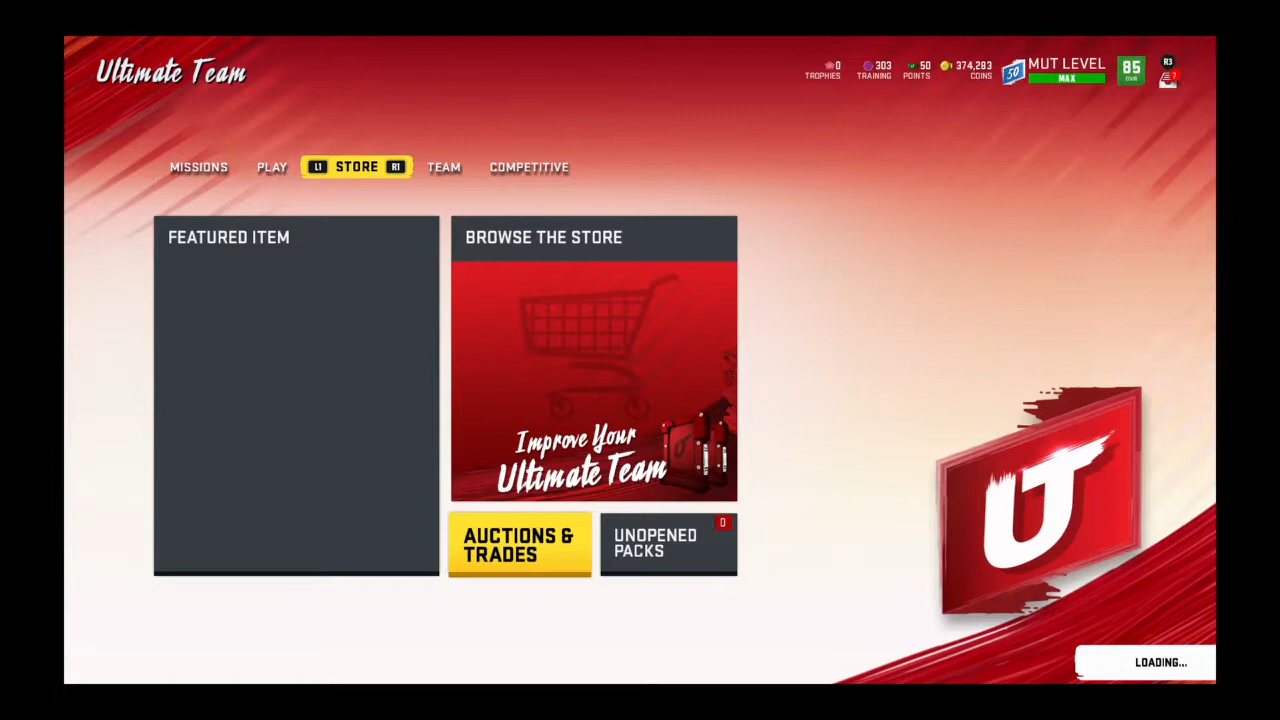 Ultimate Team
0
TROPHIES
303
TRAINING
50
POINTS
374,283
COINS
50
MUT LEVEL
MAX
85
OVR
R3
7
MISSIONS
PLAY
L1
STORE
R1
TEAM
COMPETITIVE
FEATURED ITEM
BROWSE THE STORE
Improve Your
Ultimate Team
AUCTIONS &
TRADES
UNOPENED
PACKS
0
UT
LOADING...